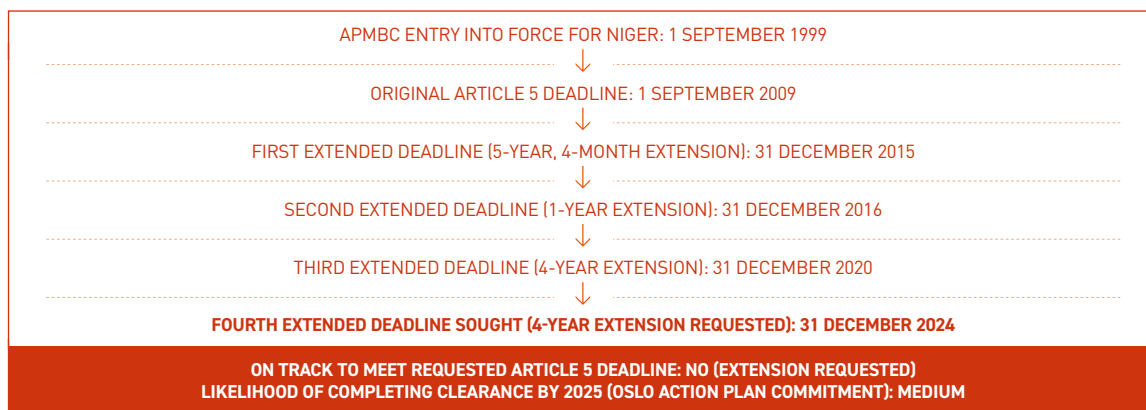 APMBC ENTRY INTO FORCE FOR NIGER: 1 SEPTEMBER 1999
ORIGINAL ARTICLE 5 DEADLINE: 1 SEPTEMBER 2009
FIRST EXTENDED DEADLINE (5-YEAR, 4-MONTH EXTENSION): 31 DECEMBER 2015
SECOND EXTENDED DEADLINE (1-YEAR EXTENSION): 31 DECEMBER 2016
THIRD EXTENDED DEADLINE (4-YEAR EXTENSION): 31 DECEMBER 2020
FOURTH EXTENDED DEADLINE SOUGHT (4-YEAR EXTENSION REQUESTED): 31 DECEMBER 2024
ON TRACK TO MEET REQUESTED ARTICLE 5 DEADLINE: NO (EXTENSION REQUESTED)
LIKELIHOOD OF COMPLETING CLEARANCE BY 2025 (OSLO ACTION PLAN COMMITMENT): MEDIUM